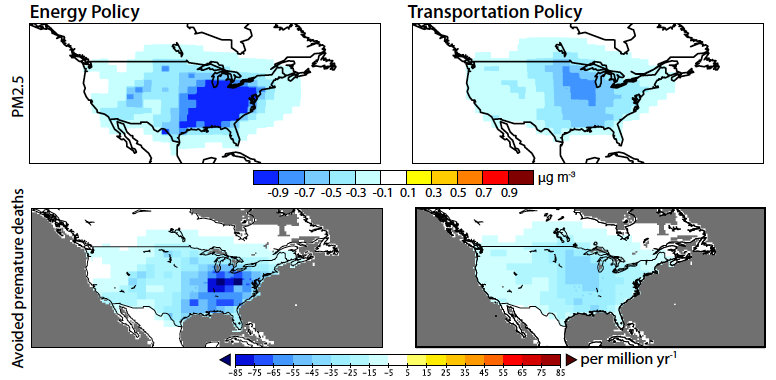 Energy Policy
Transportation Policy
PM2.5
-0.9 -0.7 -0.5 -0.3 -0.1 0.1 0.3 0.5 0.7 0.9
µg m⁻³
Avoided premature deaths
-85 -75 -65 -55 -45 -35 -25 -15 -5 5 15 25 35 45 55 65 75 85
per million yr⁻¹